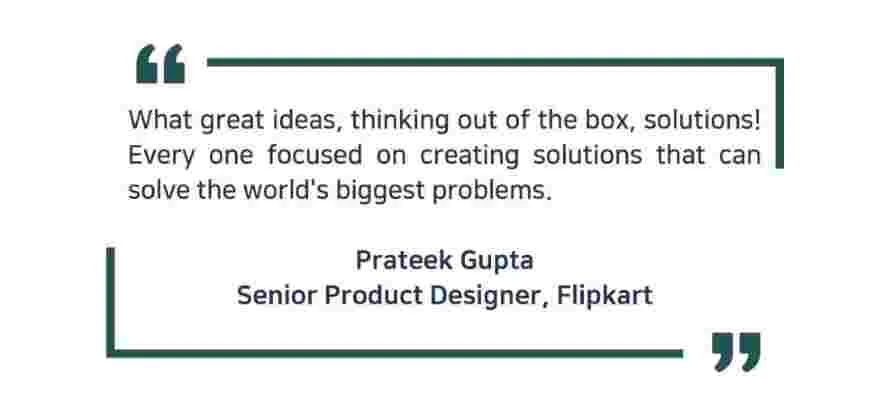 “
What great ideas, thinking out of the box, solutions!
Every one focused on creating solutions that can
solve the world's biggest problems.
Prateek Gupta
Senior Product Designer, Flipkart
”